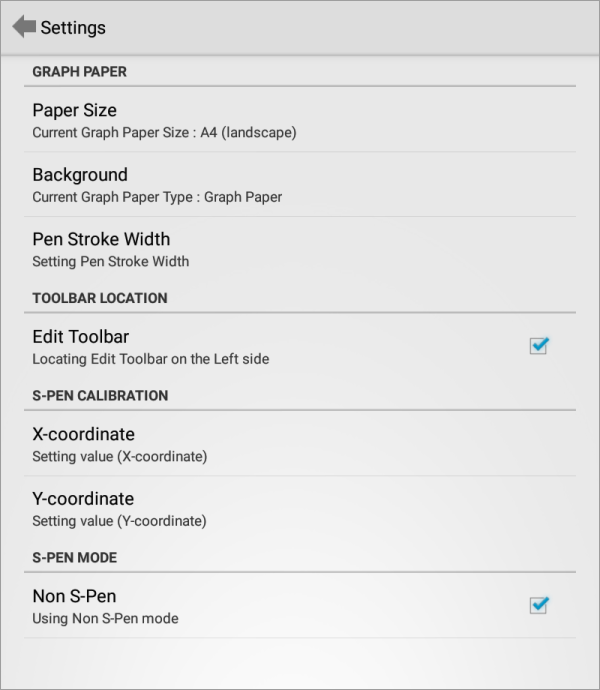 Settings
GRAPH PAPER
Paper Size
Current Graph Paper Size : A4 (landscape)
Background
Current Graph Paper Type : Graph Paper
Pen Stroke Width
Setting Pen Stroke Width
TOOLBAR LOCATION
Edit Toolbar
Locating Edit Toolbar on the Left side
S-PEN CALIBRATION
X-coordinate
Setting value (X-coordinate)
Y-coordinate
Setting value (Y-coordinate)
S-PEN MODE
Non S-Pen
Using Non S-Pen mode